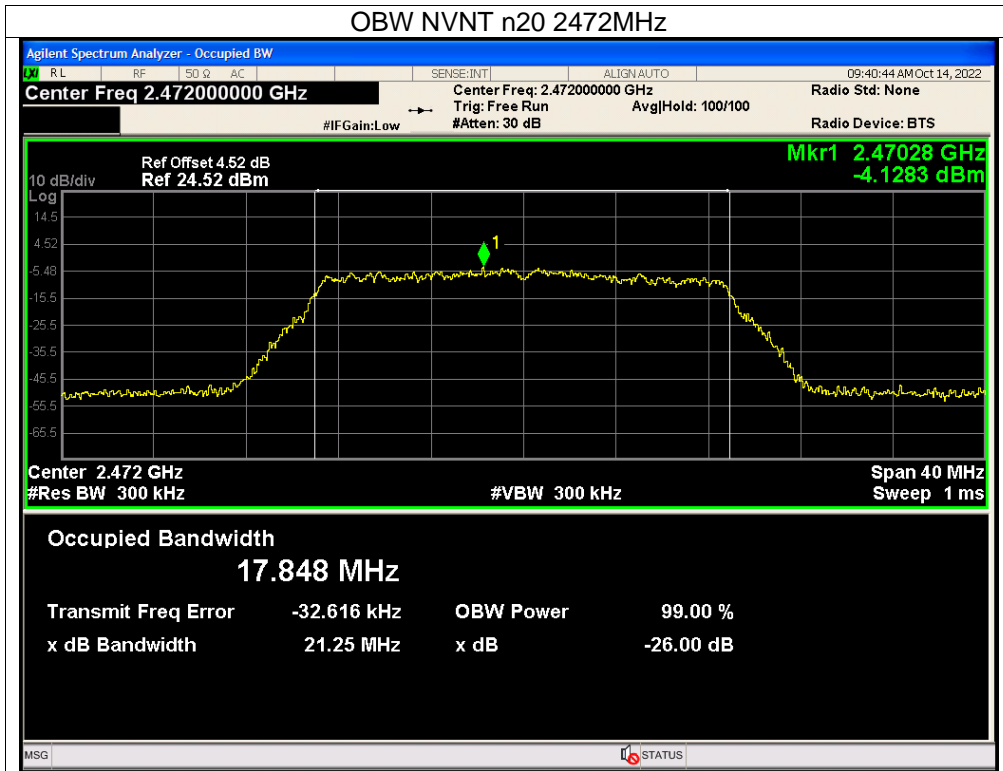 OBW NVNT n20 2472MHz
Agilent Spectrum Analyzer - Occupied BW
LXI RL RF 50 Ω AC SENSE:INT ALIGN AUTO 09:40:44 AM Oct 14, 2022
Center Freq 2.472000000 GHz Center Freq: 2.472000000 GHz Radio Std: None
Trig: Free Run Avg|Hold: 100/100
#IFGain:Low #Atten: 30 dB Radio Device: BTS
Mkr1 2.47028 GHz
Ref Offset 4.52 dB
10 dB/div Ref 24.52 dBm -4.1283 dBm
Log
14.5
4.52
1
-5.48
-15.5
-25.5
-35.5
-45.5
-55.5
-65.5
Center 2.472 GHz Span 40 MHz
#Res BW 300 kHz #VBW 300 kHz Sweep 1 ms
Occupied Bandwidth
17.848 MHz
Transmit Freq Error -32.616 kHz OBW Power 99.00 %
x dB Bandwidth 21.25 MHz x dB -26.00 dB
MSG STATUS